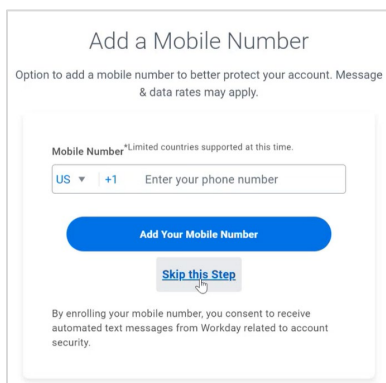 Add a Mobile Number
Option to add a mobile number to better protect your account. Message
& data rates may apply.
Mobile Number *Limited countries supported at this time.
US ▼ +1 Enter your phone number
Add Your Mobile Number
Skip this Step
By enrolling your mobile number, you consent to receive
automated text messages from Workday related to account
security.